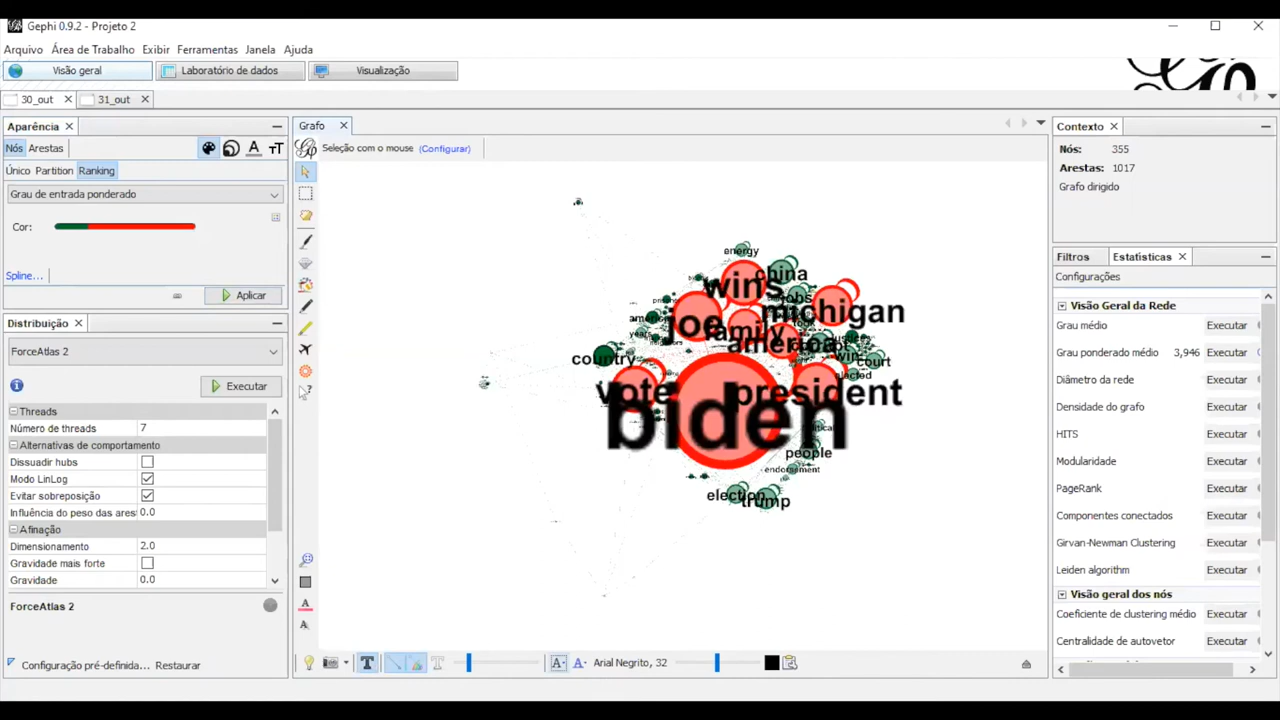 Gephi 0.9.2 - Projeto 2
Arquivo Área de Trabalho Exibir Ferramentas Janela Ajuda
Visão geral Laboratório de dados Visualização
30_out 31_out
Aparência
Nós Arestas
Único Partition Ranking
Grau de entrada ponderado
Cor:
Spline...
Aplicar
Distribuição
ForceAtlas 2
Executar
Threads
Número de threads 7
Alternativas de comportamento
Dissuadir hubs
Modo LinLog
Evitar sobreposição
Influência do peso das ares 0.0
Afinação
Dimensionamento 2.0
Gravidade mais forte
Gravidade 0.0
ForceAtlas 2
Configuração pré-definida... Restaurar
Grafo
Seleção com o mouse (Configurar)
energy
china
wins
jobs
michigan
joe
family
america
win
court
country
elected
vote
president
biden
people
endorsement
election
trump
Arial Negrito, 32
Contexto
Nós: 355
Arestas: 1017
Grafo dirigido
Filtros Estatísticas
Configurações
Visão Geral da Rede
Grau médio Executar
Grau ponderado médio 3,946 Executar
Diâmetro da rede Executar
Densidade do grafo Executar
HITS Executar
Modularidade Executar
PageRank Executar
Componentes conectados Executar
Girvan-Newman Clustering Executar
Leiden algorithm Executar
Visão geral dos nós
Coeficiente de clustering médio Executar
Centralidade de autovetor Executar